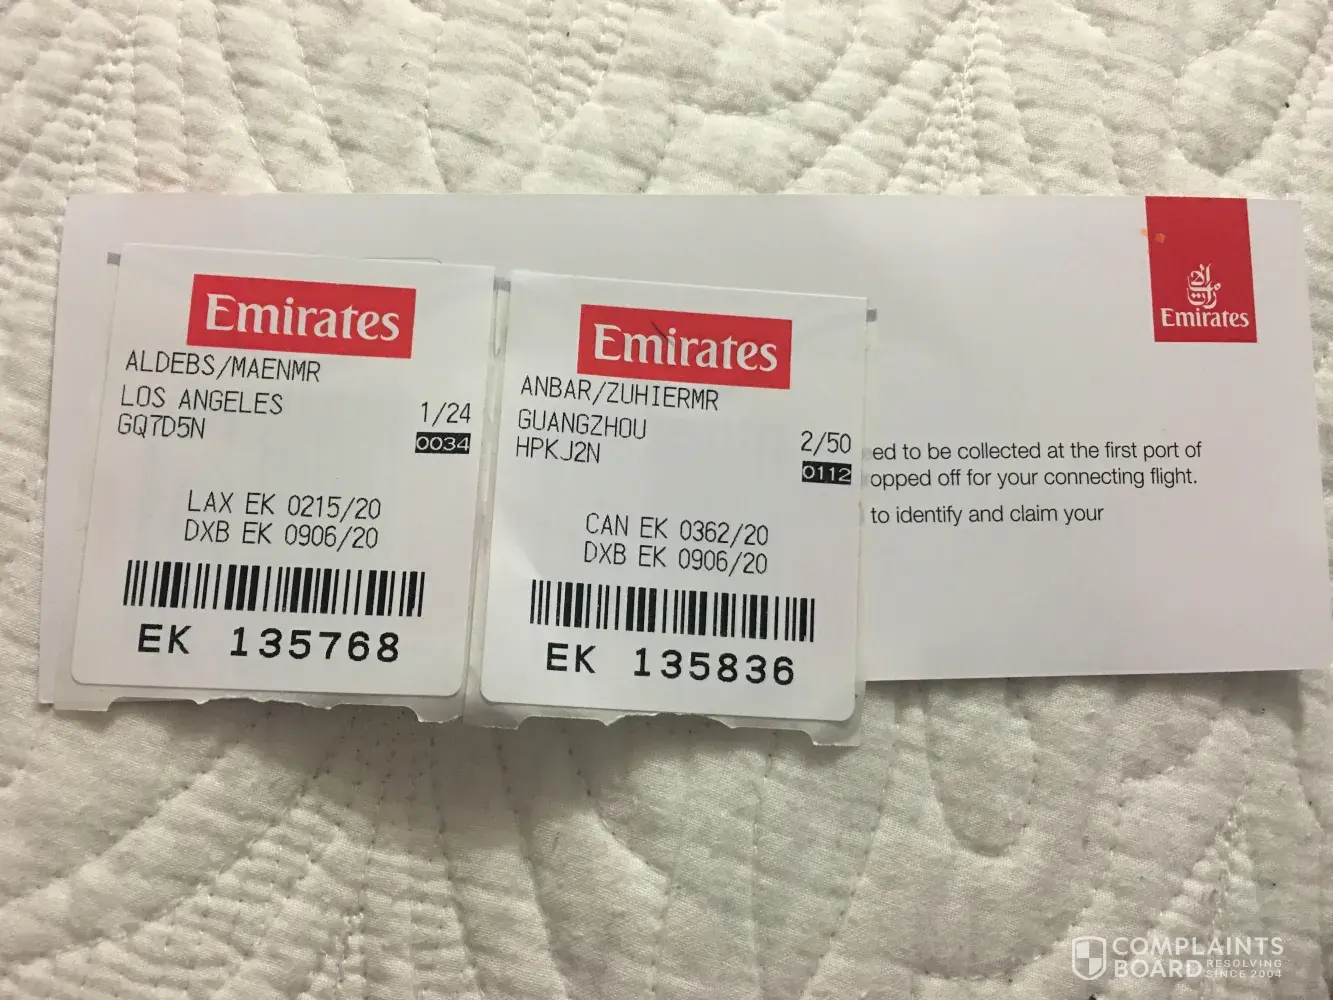 Emirates
ALDEBS/MAENMR
LOS ANGELES
GQ7D5N
1/24
0034
LAX EK 0215/20
DXB EK 0906/20
EK 135768
Emirates
ANBAR/ZUHIERMR
GUANGZHOU
HPKJ2N
2/50
0112
CAN EK 0362/20
DXB EK 0906/20
EK 135836
Emirates
ed to be collected at the first port of
opped off for your connecting flight.
to identify and claim your
COMPLAINTS
BOARD RESOLVING
SINCE 2004